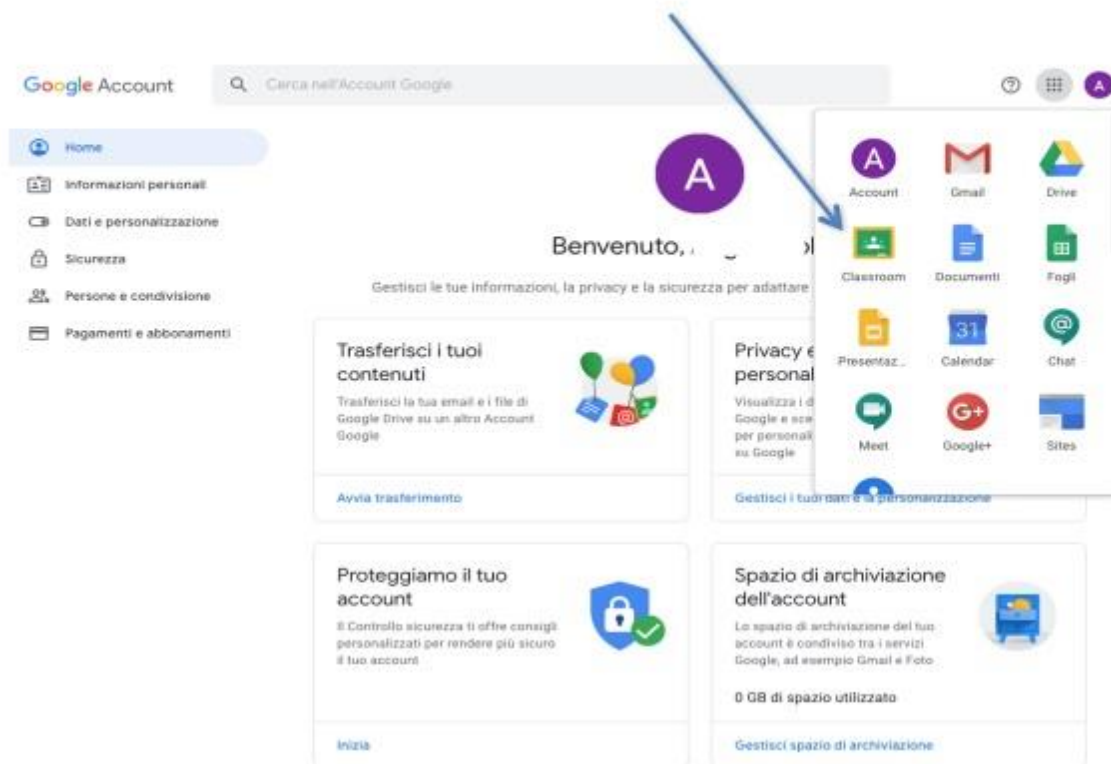 Google Account
Cerca nell'Account Google
A
Home
Informazioni personali
Dati e personalizzazione
Sicurezza
Persone e condivisione
Pagamenti e abbonamenti
A
Benvenuto,
Gestisci le tue informazioni, la privacy e la sicurezza per adattare
Trasferisci i tuoi
contenuti
Trasferisci la tua email e i file di
Google Drive su un altro Account
Google
Avvia trasferimento
Privacy e
personal
Visualizza i d
Google e sce
per personali
su Google
Gestisci i tuoi dati e la personalizzazione
A
Account
Gmail
Drive
Classroom
Documenti
Fogli
Presentaz...
31
Calendar
@
Chat
Meet
G+
Google+
Sites
Proteggiamo il tuo
account
Il Controllo sicurezza ti offre consigli
personalizzati per rendere più sicuro
il tuo account
Inizia
Spazio di archiviazione
dell'account
Lo spazio di archiviazione del tuo
account è condiviso tra i servizi
Google, ad esempio Gmail e Foto
0 GB di spazio utilizzato
Gestisci spazio di archiviazione